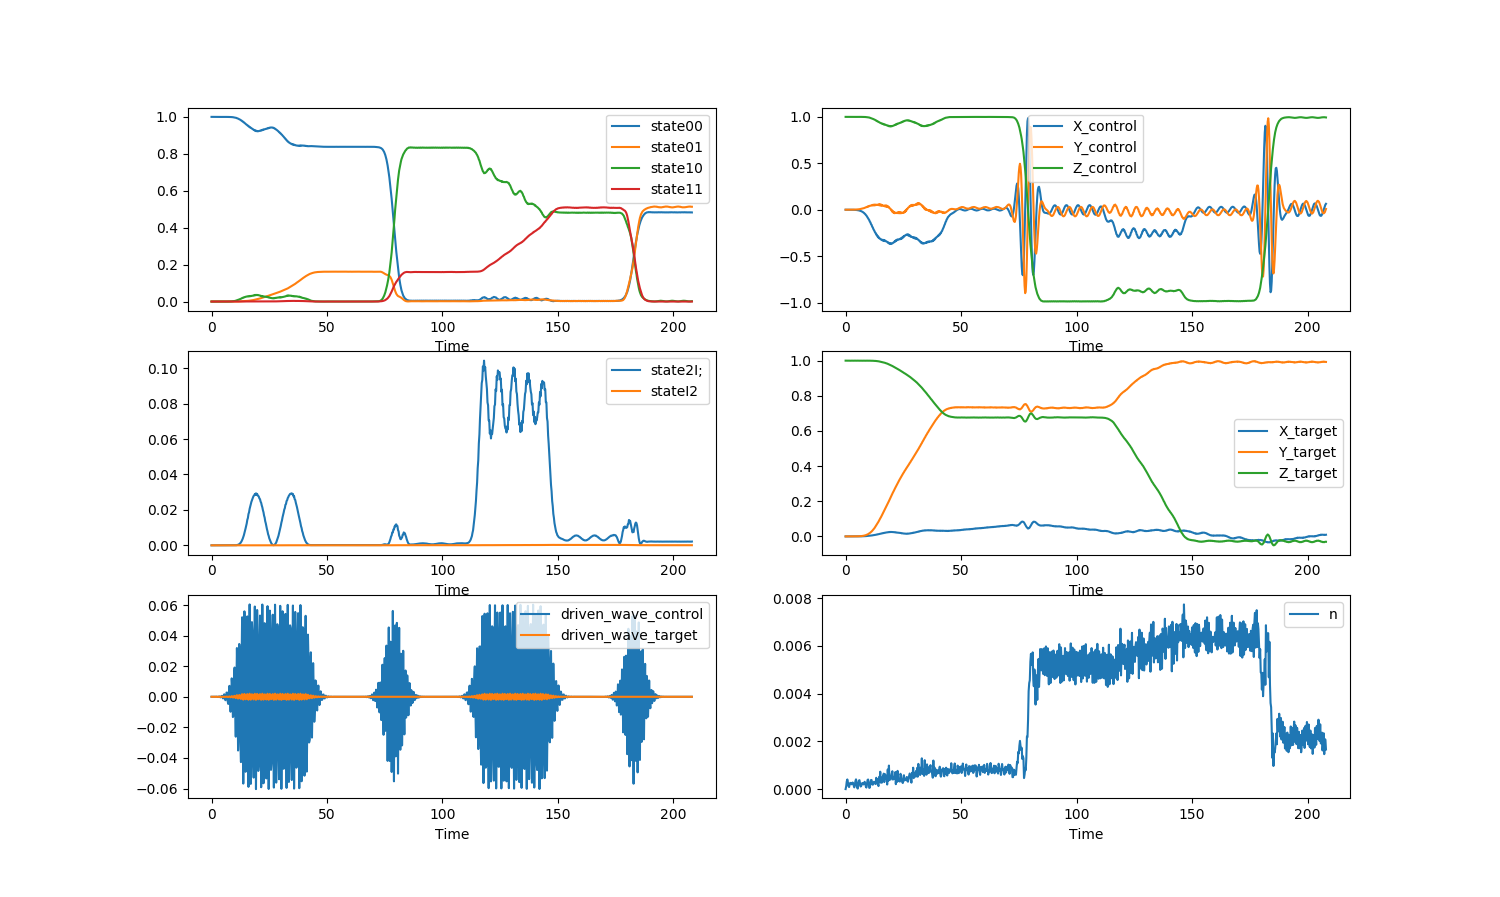 1.0
0.8
0.6
0.4
0.2
0.0
state00
state01
state10
state11
0 50 100 150 200
Time
1.0
0.5
0.0
−0.5
−1.0
X_control
Y_control
Z_control
0 50 100 150 200
Time
0.10
0.08
0.06
0.04
0.02
0.00
state2I;
stateI2
0 50 100 150 200
Time
1.0
0.8
0.6
0.4
0.2
0.0
X_target
Y_target
Z_target
0 50 100 150 200
Time
0.06
0.04
0.02
0.00
−0.02
−0.04
−0.06
driven_wave_control
driven_wave_target
0 50 100 150 200
Time
0.008
0.006
0.004
0.002
0.000
n
0 50 100 150 200
Time